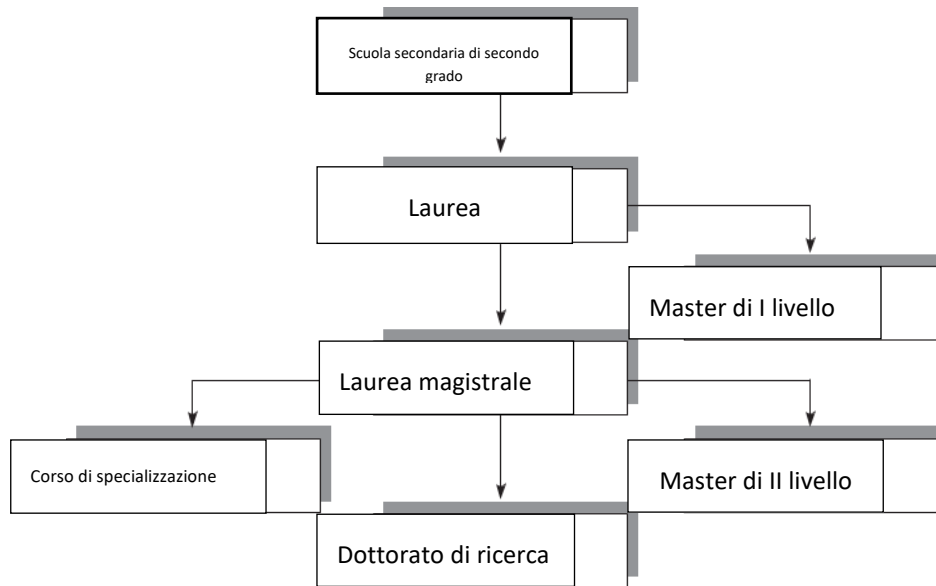 Scuola secondaria di secondo
grado
Laurea
Master di I livello
Laurea magistrale
Corso di specializzazione
Master di II livello
Dottorato di ricerca